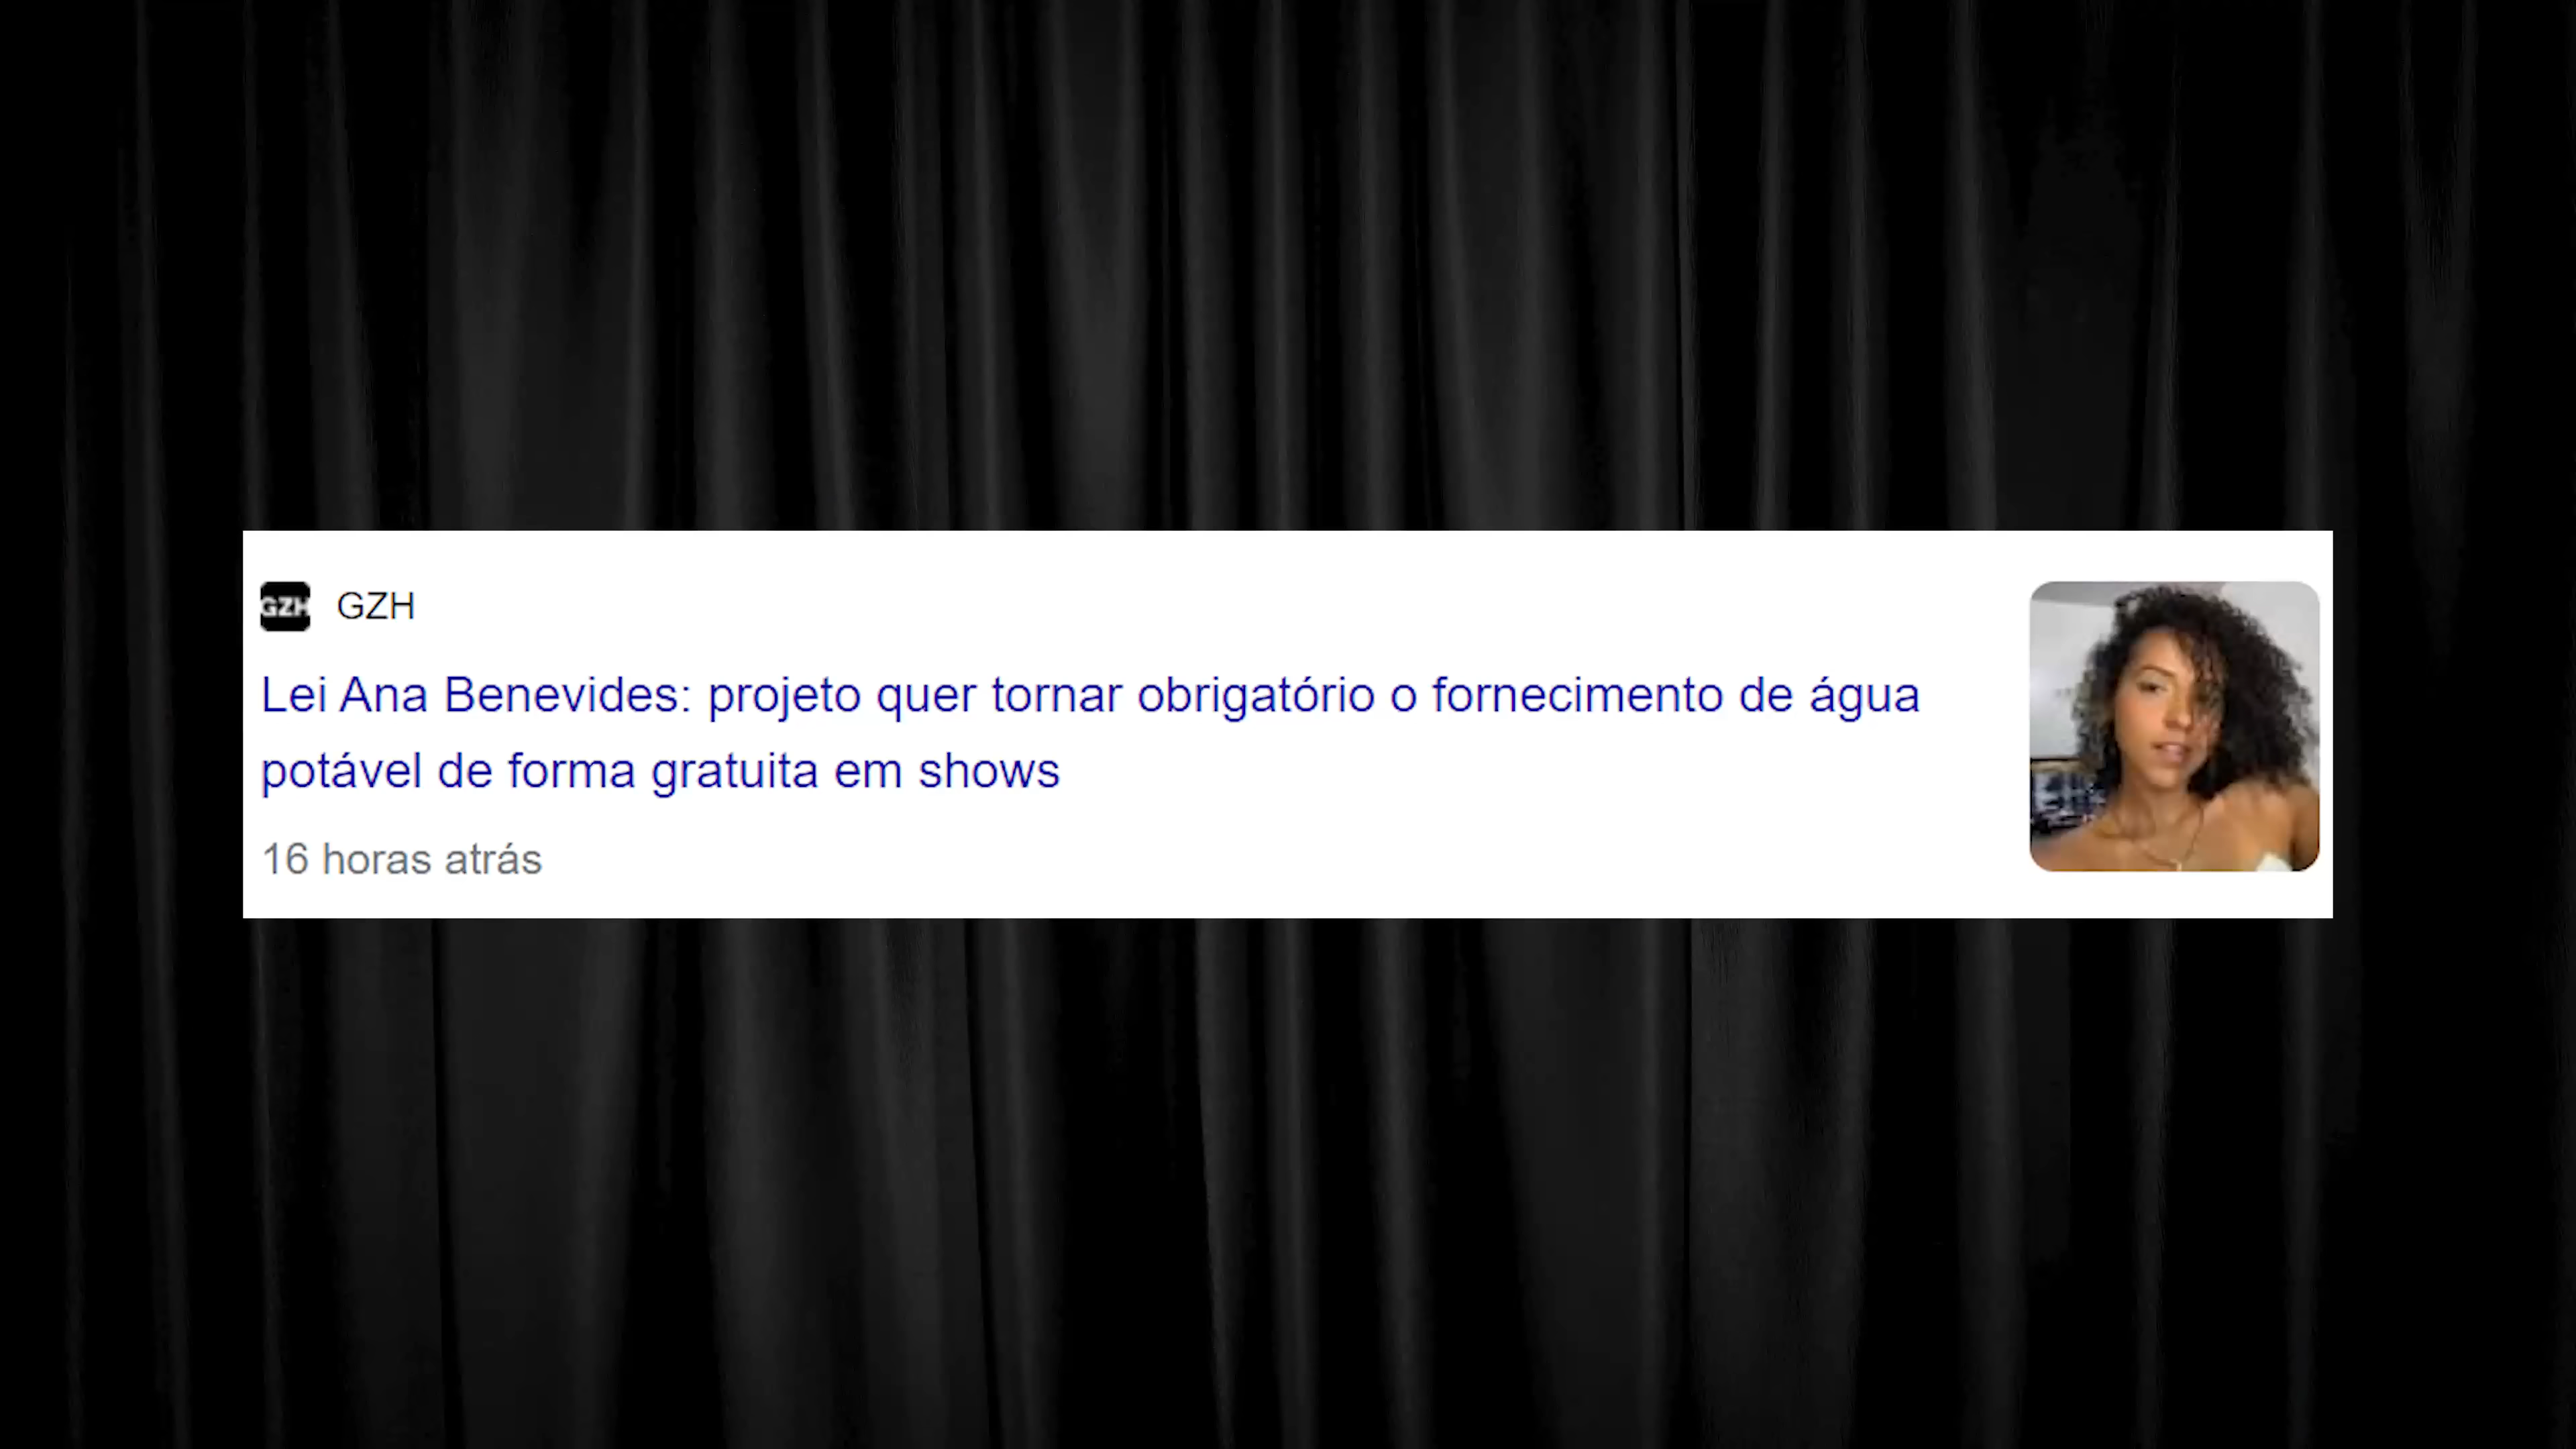 GZH GZH
Lei Ana Benevides: projeto quer tornar obrigatório o fornecimento de água
potável de forma gratuita em shows
16 horas atrás